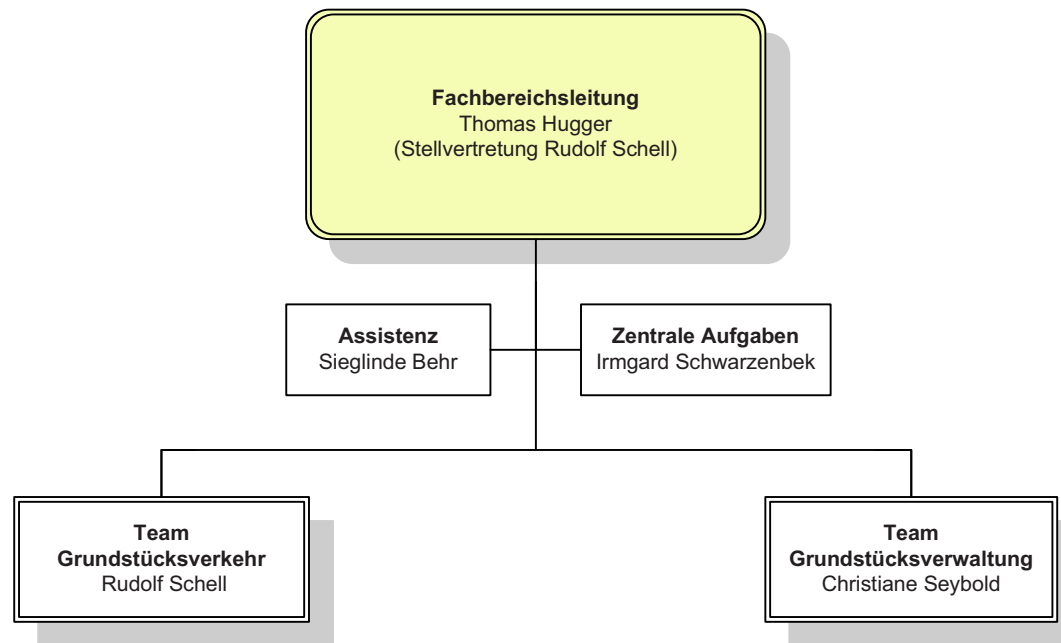 Fachbereichsleitung
Thomas Hugger
(Stellvertretung Rudolf Schell)
Assistenz
Sieglinde Behr
Zentrale Aufgaben
Irmgard Schwarzenbek
Team
Grundstücksverkehr
Rudolf Schell
Team
Grundstücksverwaltung
Christiane Seybold